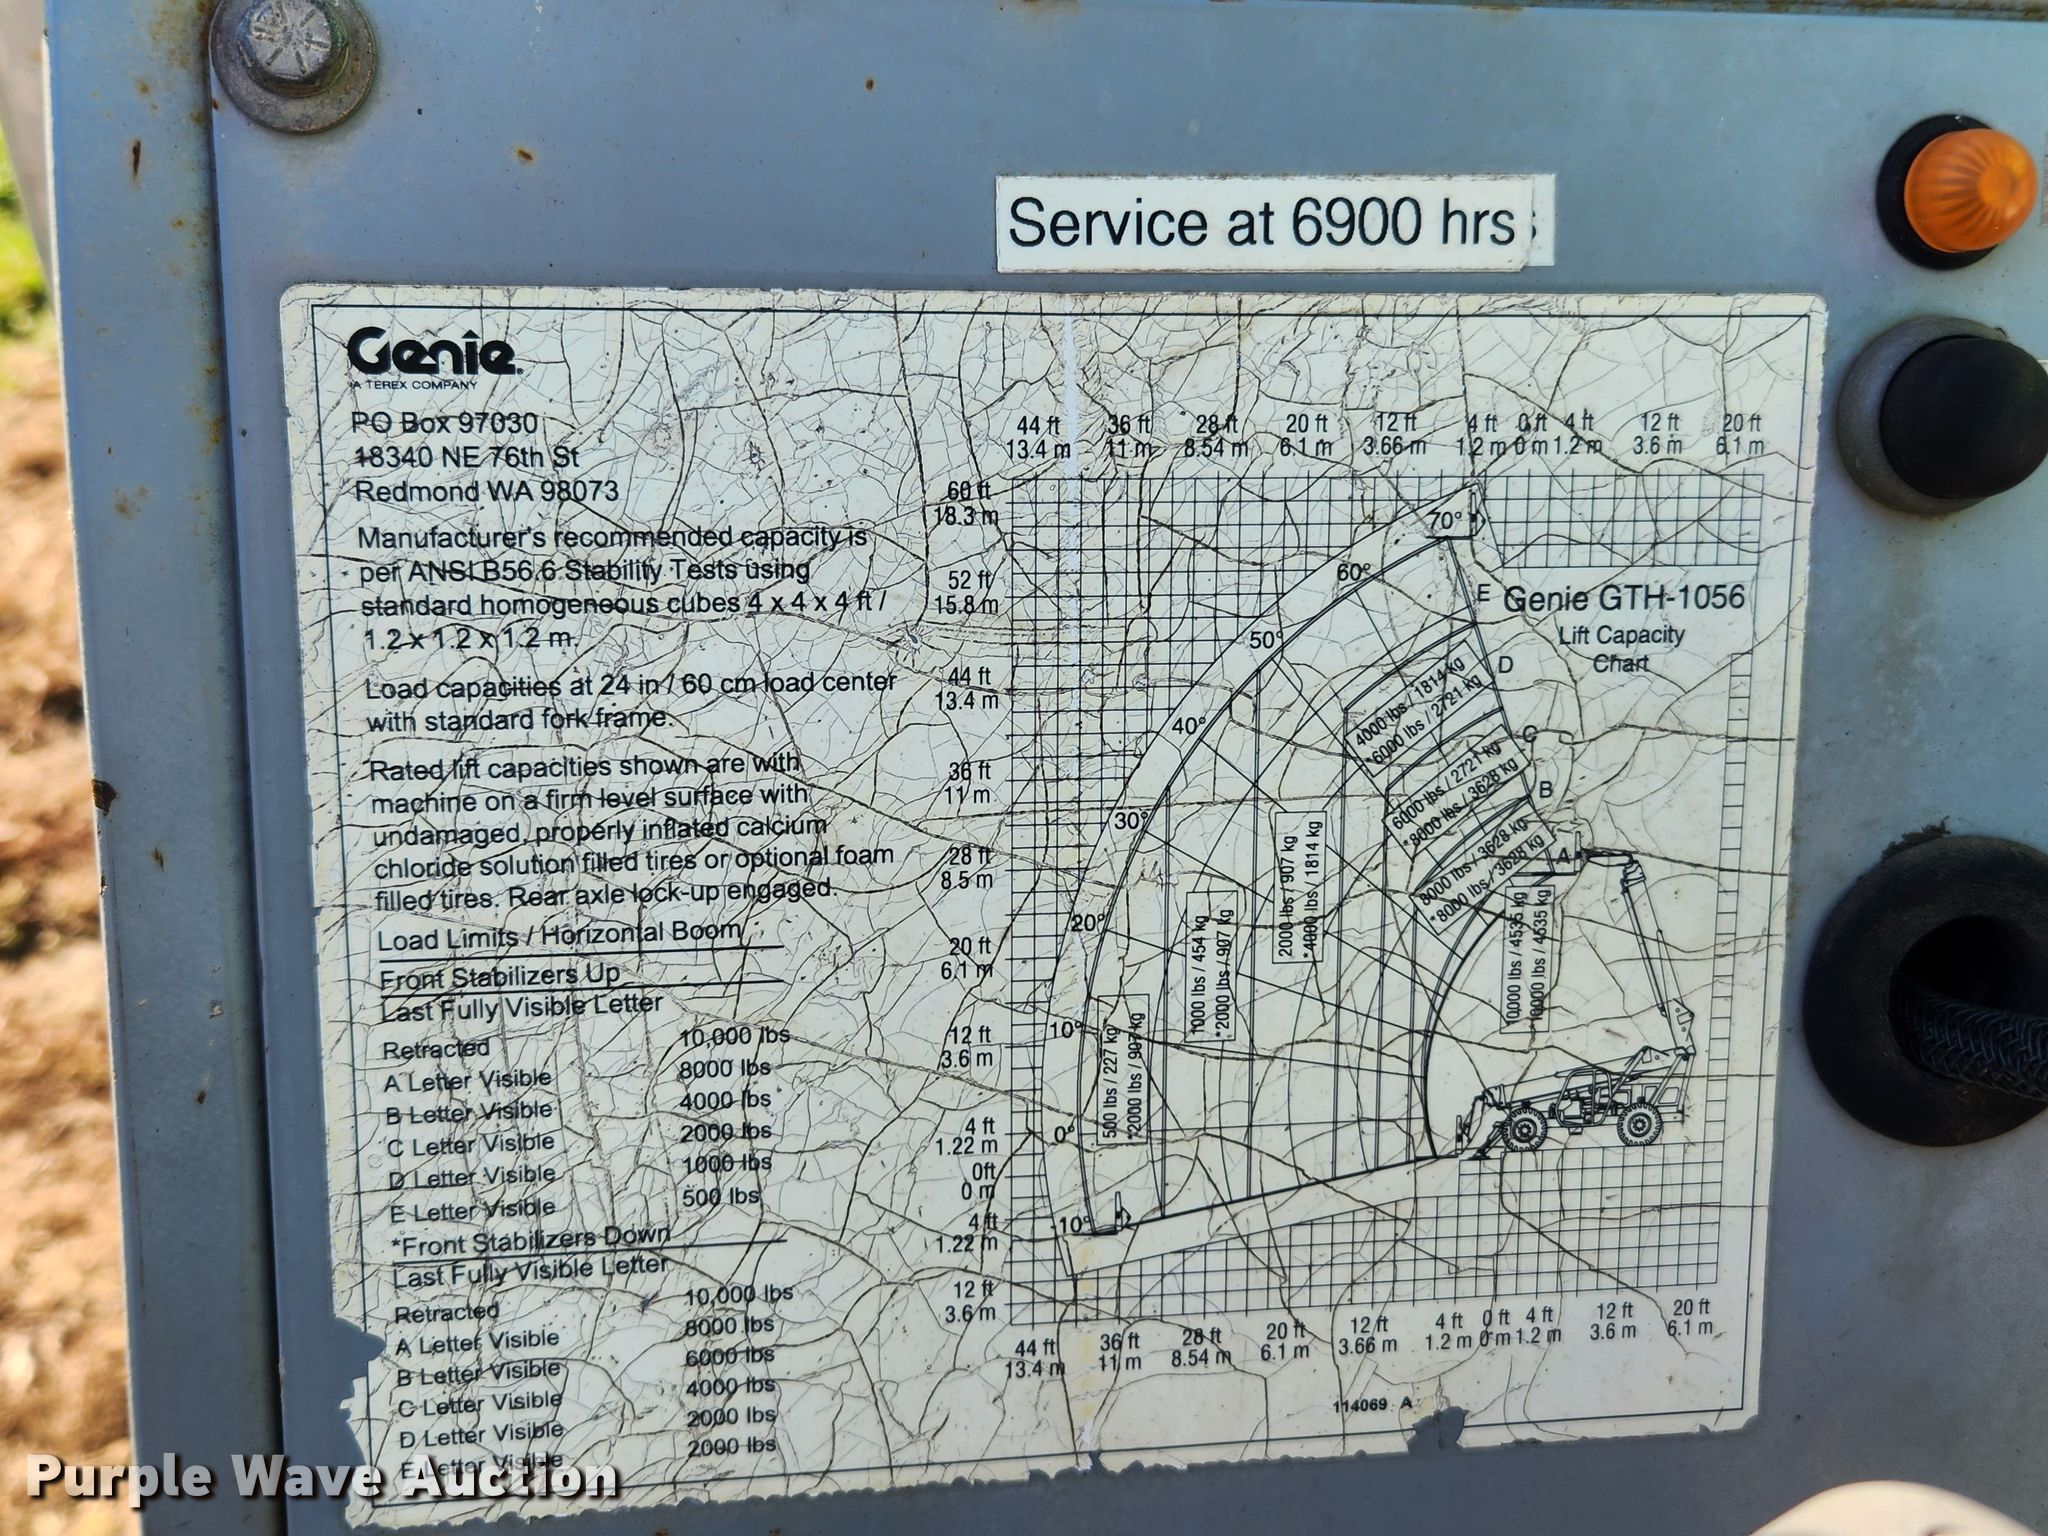 Service at 6900 hrs
Genie
A TEREX COMPANY
PO Box 97030
18340 NE 76th St
Redmond WA 98073
Manufacturer's recommended capacity is
per ANSI B56.6 Stability Tests using
standard homogeneous cubes 4 x 4 x 4 ft /
1.2 x 1.2 x 1.2 m.
Load capacities at 24 in / 60 cm load center
with standard fork frame.
Rated lift capacities shown are with
machine on a firm level surface with
undamaged, properly inflated calcium
chloride solution filled tires or optional foam
filled tires. Rear axle lock-up engaged.
Load Limits / Horizontal Boom
Front Stabilizers Up
Last Fully Visible Letter
Retracted 10,000 lbs
A Letter Visible 8000 lbs
B Letter Visible 4000 lbs
C Letter Visible 2000 lbs
D Letter Visible 1000 lbs
E Letter Visible 500 lbs
*Front Stabilizers Down
Last Fully Visible Letter
Retracted 10,000 lbs
A Letter Visible 8000 lbs
B Letter Visible 6000 lbs
C Letter Visible 4000 lbs
D Letter Visible 2000 lbs
E Letter Visible 2000 lbs
44 ft 36 ft 28 ft 20 ft 12 ft 4 ft 0 ft 4 ft 12 ft 20 ft
13.4 m 11 m 8.54 m 6.1 m 3.66 m 1.2 m 0 m 1.2 m 3.6 m 6.1 m
60 ft
18.3 m
52 ft
15.8 m
44 ft
13.4 m
36 ft
11 m
28 ft
8.5 m
20 ft
6.1 m
12 ft
3.6 m
4 ft
1.22 m
0ft
0 m
4 ft
1.22 m
12 ft
3.6 m
70°
60°
50°
40°
30°
20°
10°
0°
-10°
E
D
C
B
A
Genie GTH-1056
Lift Capacity
Chart
4000 lbs / 1814 kg
*6000 lbs / 2721 kg
6000 lbs / 2721 kg
*8000 lbs / 3628 kg
8000 lbs / 3628 kg
*8000 lbs / 3628 kg
10000 lbs / 4535 kg
*10000 lbs / 4535 kg
2000 lbs / 907 kg
*4000 lbs / 1814 kg
1000 lbs / 454 kg
*2000 lbs / 907 kg
500 lbs / 227 kg
*2000 lbs / 907 kg
44 ft 36 ft 28 ft 20 ft 12 ft 4 ft 0 ft 4 ft 12 ft 20 ft
13.4 m 11 m 8.54 m 6.1 m 3.66 m 1.2 m 0 m 1.2 m 3.6 m 6.1 m
114069 A
Purple Wave Auction